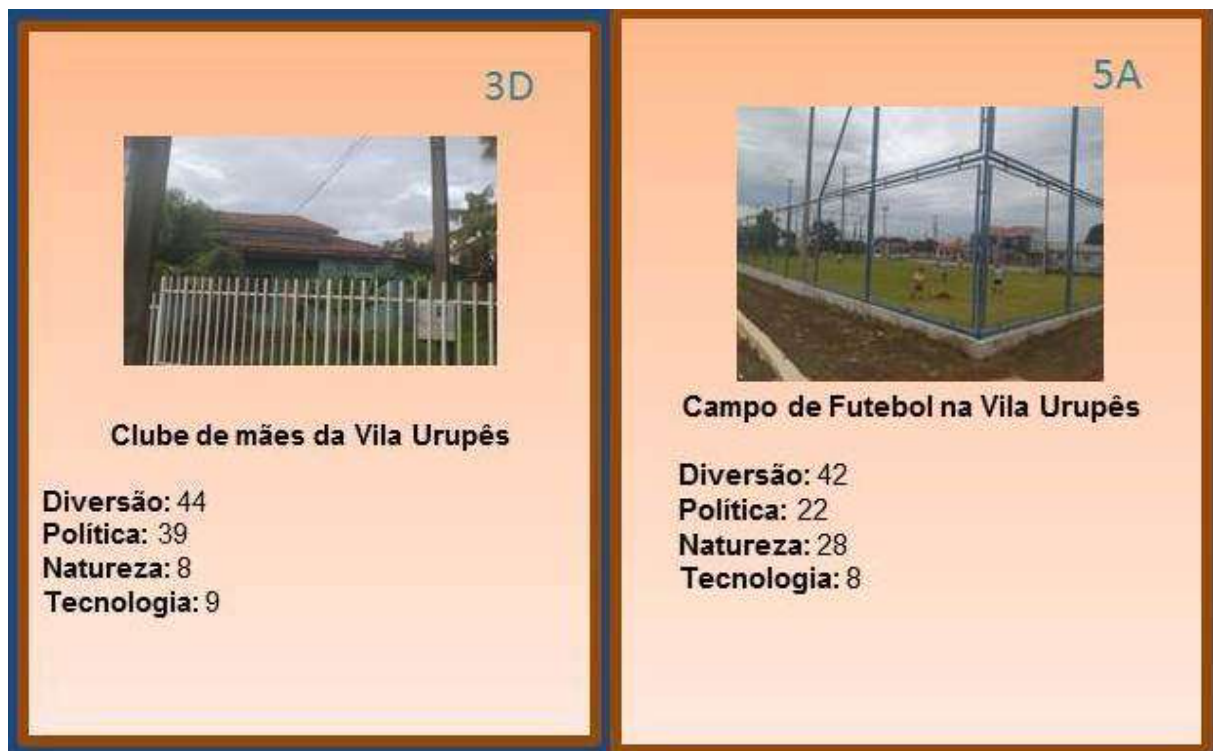 3D
Clube de mães da Vila Urupês
Diversão: 44
Política: 39
Natureza: 8
Tecnologia: 9
5A
Campo de Futebol na Vila Urupês
Diversão: 42
Política: 22
Natureza: 28
Tecnologia: 8